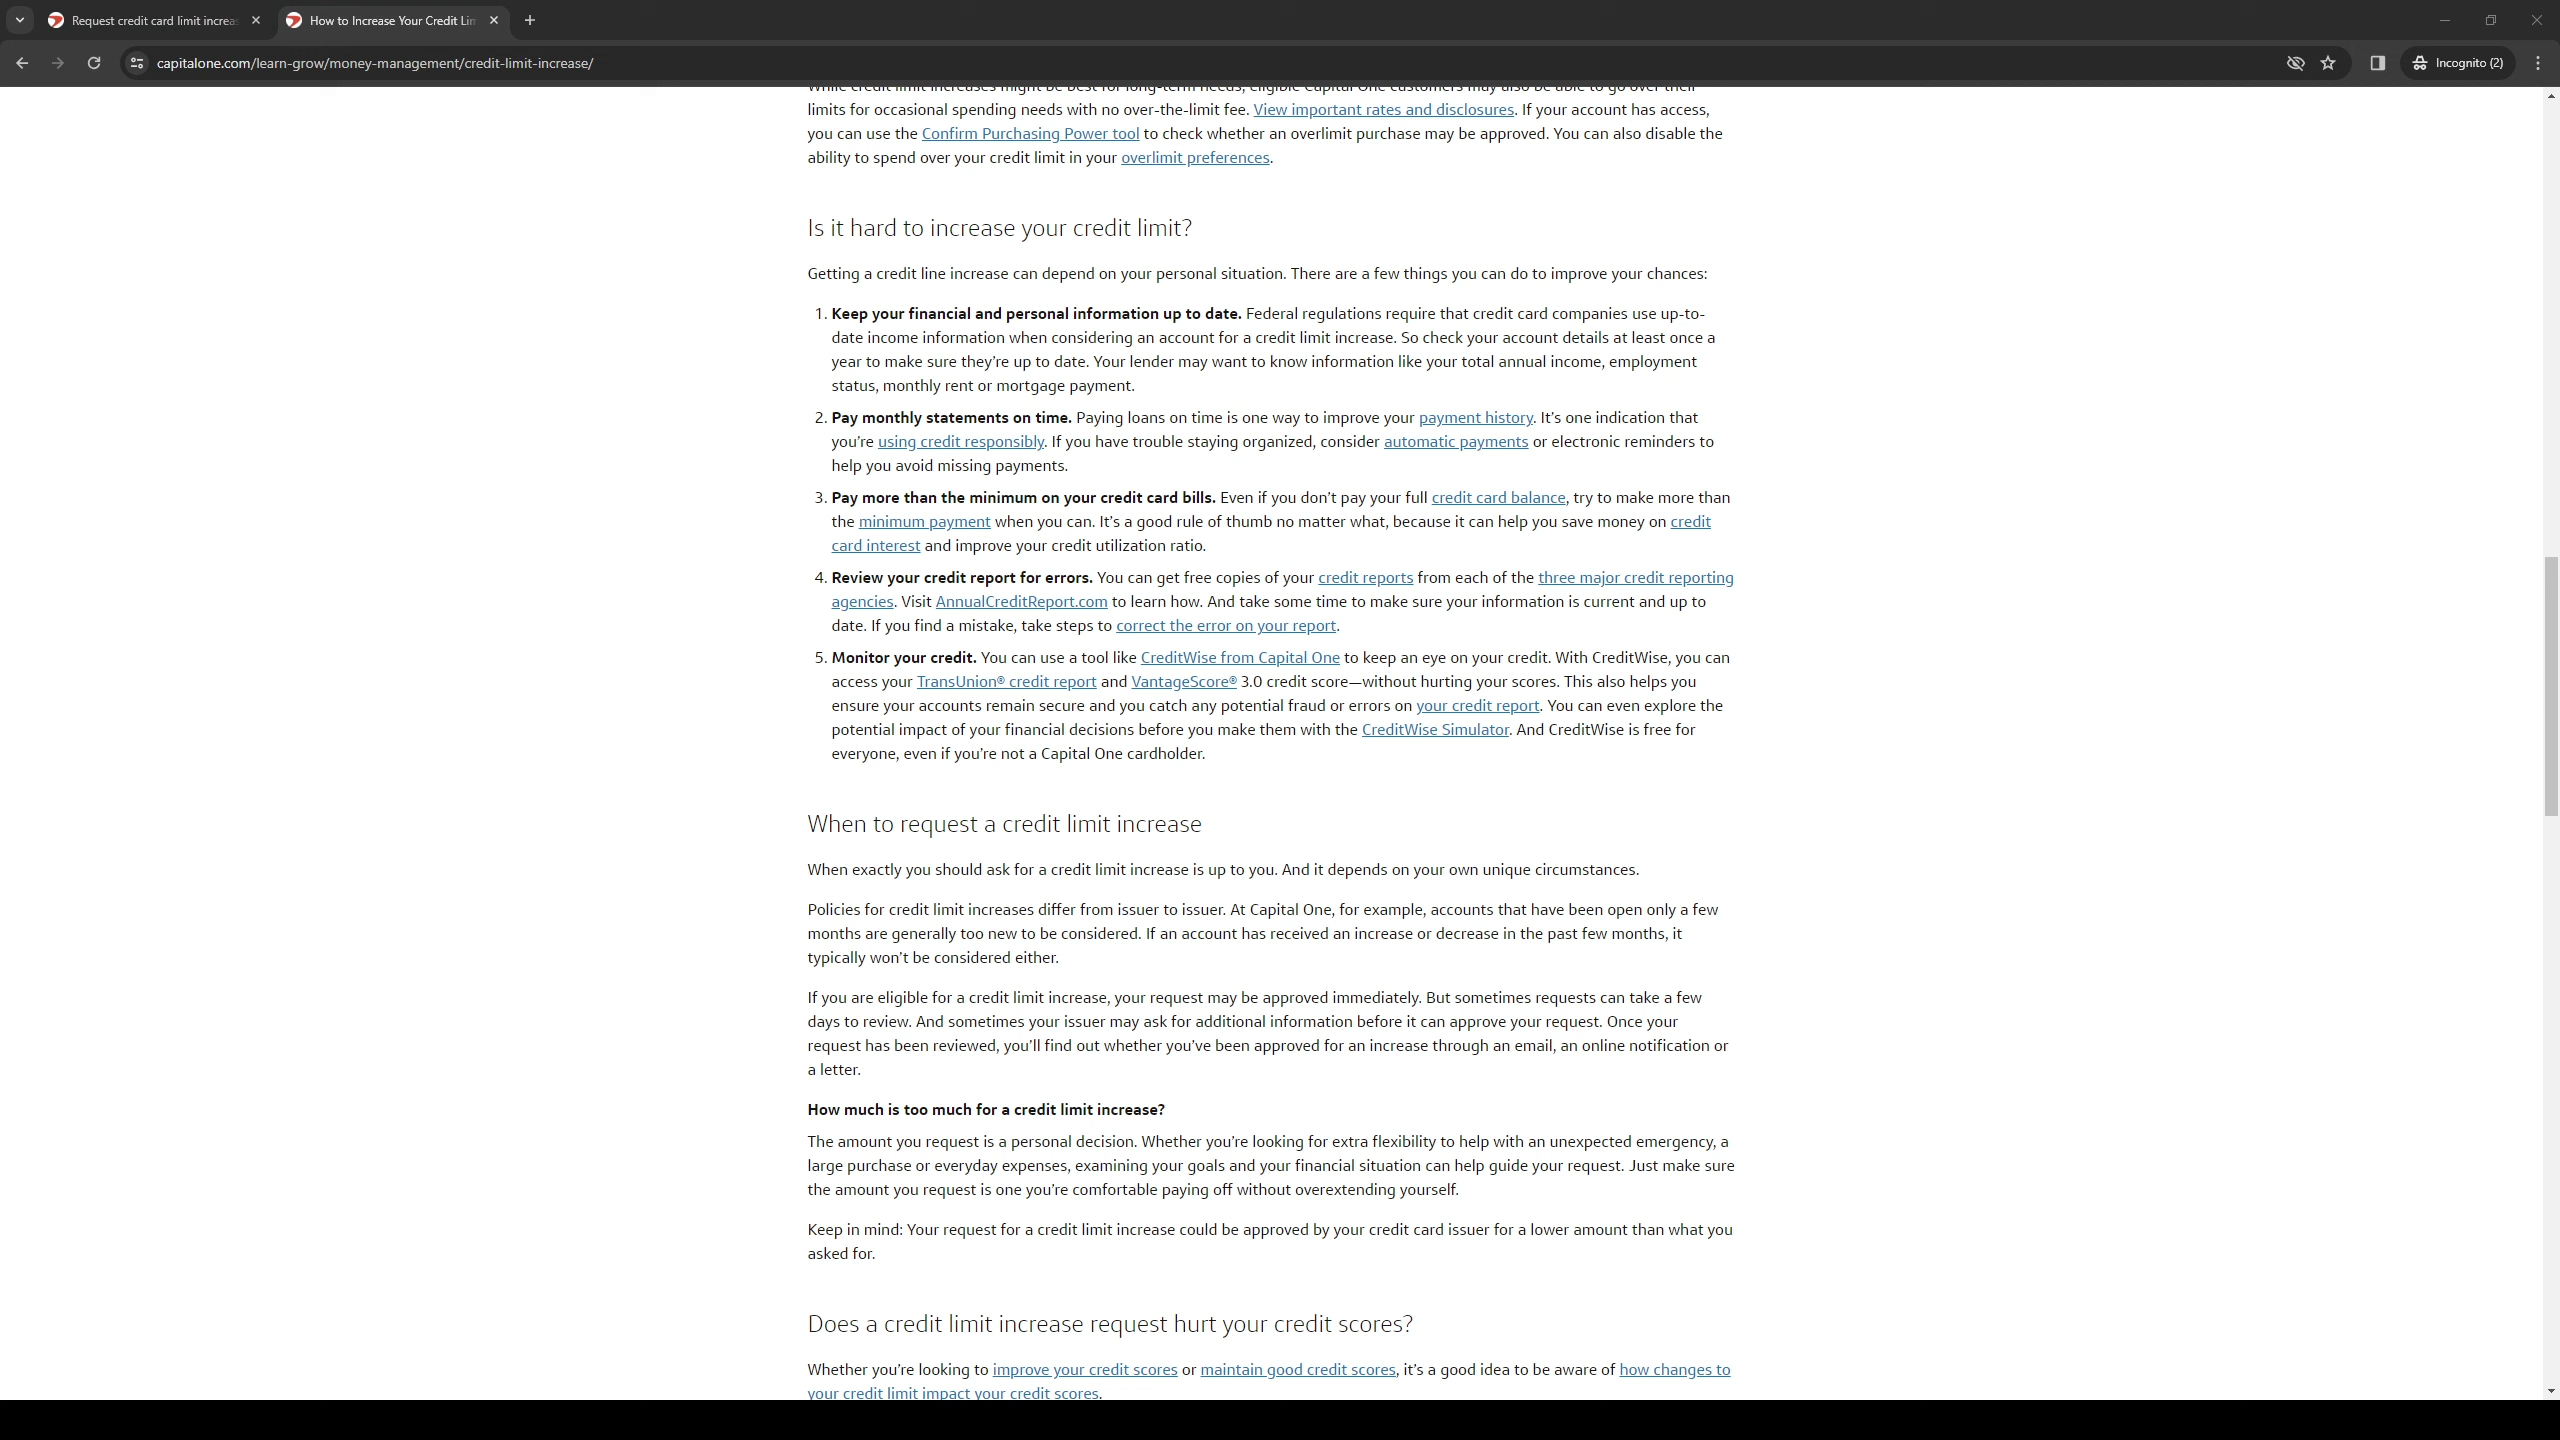 Request credit card limit increa
How to Increase Your Credit Lin
capitalone.com/learn-grow/money-management/credit-limit-increase/
Incognito (2)
While credit limit increases might be best for long-term needs, eligible Capital One customers may also be able to go over their
limits for occasional spending needs with no over-the-limit fee. View important rates and disclosures. If your account has access,
you can use the Confirm Purchasing Power tool to check whether an overlimit purchase may be approved. You can also disable the
ability to spend over your credit limit in your overlimit preferences.
Is it hard to increase your credit limit?
Getting a credit line increase can depend on your personal situation. There are a few things you can do to improve your chances:
1. Keep your financial and personal information up to date. Federal regulations require that credit card companies use up-to-
date income information when considering an account for a credit limit increase. So check your account details at least once a
year to make sure they're up to date. Your lender may want to know information like your total annual income, employment
status, monthly rent or mortgage payment.
2. Pay monthly statements on time. Paying loans on time is one way to improve your payment history. It's one indication that
you're using credit responsibly. If you have trouble staying organized, consider automatic payments or electronic reminders to
help you avoid missing payments.
3. Pay more than the minimum on your credit card bills. Even if you don't pay your full credit card balance, try to make more than
the minimum payment when you can. It's a good rule of thumb no matter what, because it can help you save money on credit
card interest and improve your credit utilization ratio.
4. Review your credit report for errors. You can get free copies of your credit reports from each of the three major credit reporting
agencies. Visit AnnualCreditReport.com to learn how. And take some time to make sure your information is current and up to
date. If you find a mistake, take steps to correct the error on your report.
5. Monitor your credit. You can use a tool like CreditWise from Capital One to keep an eye on your credit. With CreditWise, you can
access your TransUnion® credit report and VantageScore® 3.0 credit score—without hurting your scores. This also helps you
ensure your accounts remain secure and you catch any potential fraud or errors on your credit report. You can even explore the
potential impact of your financial decisions before you make them with the CreditWise Simulator. And CreditWise is free for
everyone, even if you're not a Capital One cardholder.
When to request a credit limit increase
When exactly you should ask for a credit limit increase is up to you. And it depends on your own unique circumstances.
Policies for credit limit increases differ from issuer to issuer. At Capital One, for example, accounts that have been open only a few
months are generally too new to be considered. If an account has received an increase or decrease in the past few months, it
typically won't be considered either.
If you are eligible for a credit limit increase, your request may be approved immediately. But sometimes requests can take a few
days to review. And sometimes your issuer may ask for additional information before it can approve your request. Once your
request has been reviewed, you'll find out whether you've been approved for an increase through an email, an online notification or
a letter.
How much is too much for a credit limit increase?
The amount you request is a personal decision. Whether you're looking for extra flexibility to help with an unexpected emergency, a
large purchase or everyday expenses, examining your goals and your financial situation can help guide your request. Just make sure
the amount you request is one you're comfortable paying off without overextending yourself.
Keep in mind: Your request for a credit limit increase could be approved by your credit card issuer for a lower amount than what you
asked for.
Does a credit limit increase request hurt your credit scores?
Whether you're looking to improve your credit scores or maintain good credit scores, it's a good idea to be aware of how changes to
your credit limit impact your credit scores.